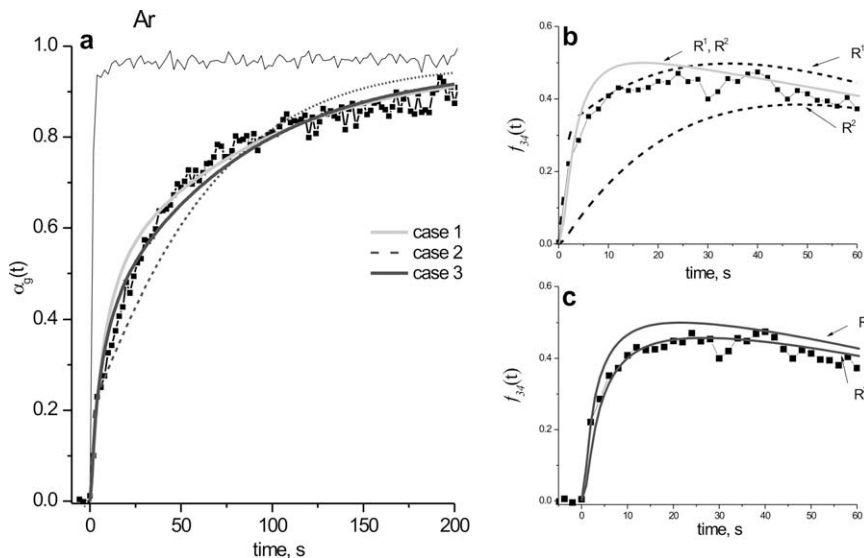 Ar
a
1.0
0.8
0.6
0.4
0.2
0.0
α_g(t)
0 50 100 150 200
time, s
case 1
case 2
case 3
b
0.6
0.4
0.2
0.0
f_34(t)
R¹, R²
R¹
R²
0 10 20 30 40 50 60
time, s
c
0.6
0.4
0.2
0.0
f_34(t)
0 10 20 30 40 50 60
time, s